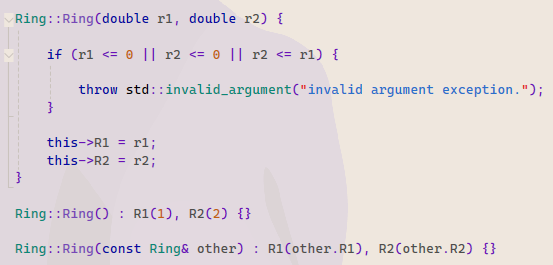 Ring::Ring(double r1, double r2) {
if (r1 <= 0 || r2 <= 0 || r2 <= r1) {
throw std::invalid_argument("invalid argument exception.");
}
this->R1 = r1;
this->R2 = r2;
}
Ring::Ring() : R1(1), R2(2) {}
Ring::Ring(const Ring& other) : R1(other.R1), R2(other.R2) {}